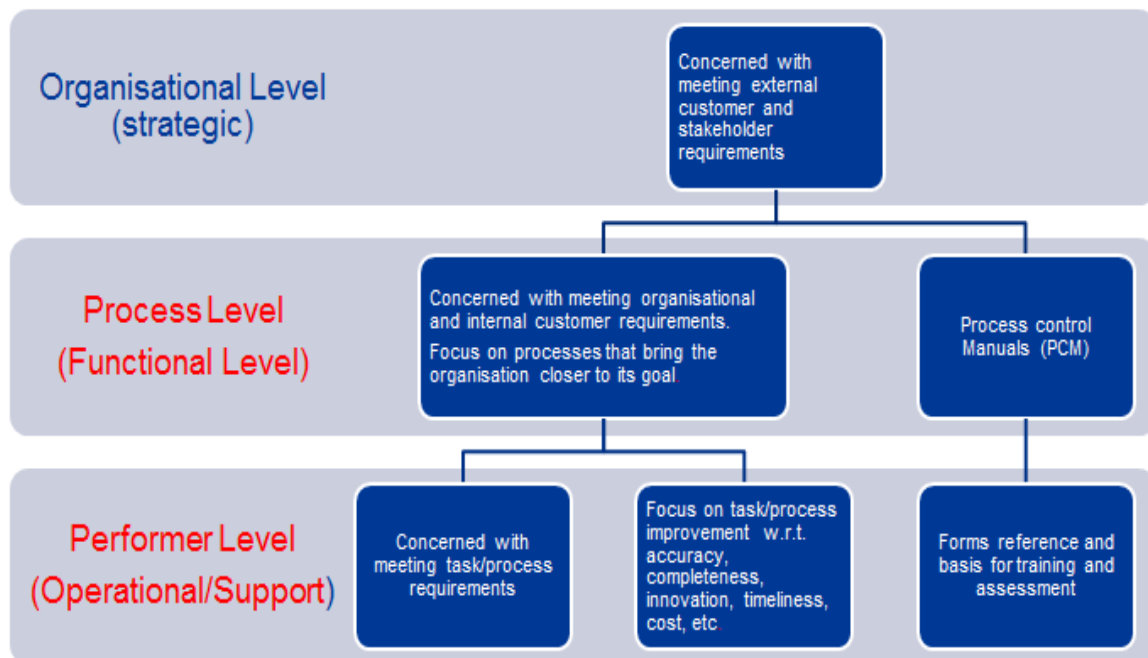 Organisational Level
(strategic)
Concerned with
meeting external
customer and
stakeholder
requirements
Process Level
(Functional Level)
Concerned with meeting organisational
and internal customer requirements.
Focus on processes that bring the
organisation closer to its goal.
Process control
Manuals (PCM)
Performer Level
(Operational/Support)
Concerned with
meeting task/process
requirements
Focus on task/process
improvement w.r.t.
accuracy,
completeness,
innovation, timeliness,
cost, etc.
Forms reference and
basis for training and
assessment